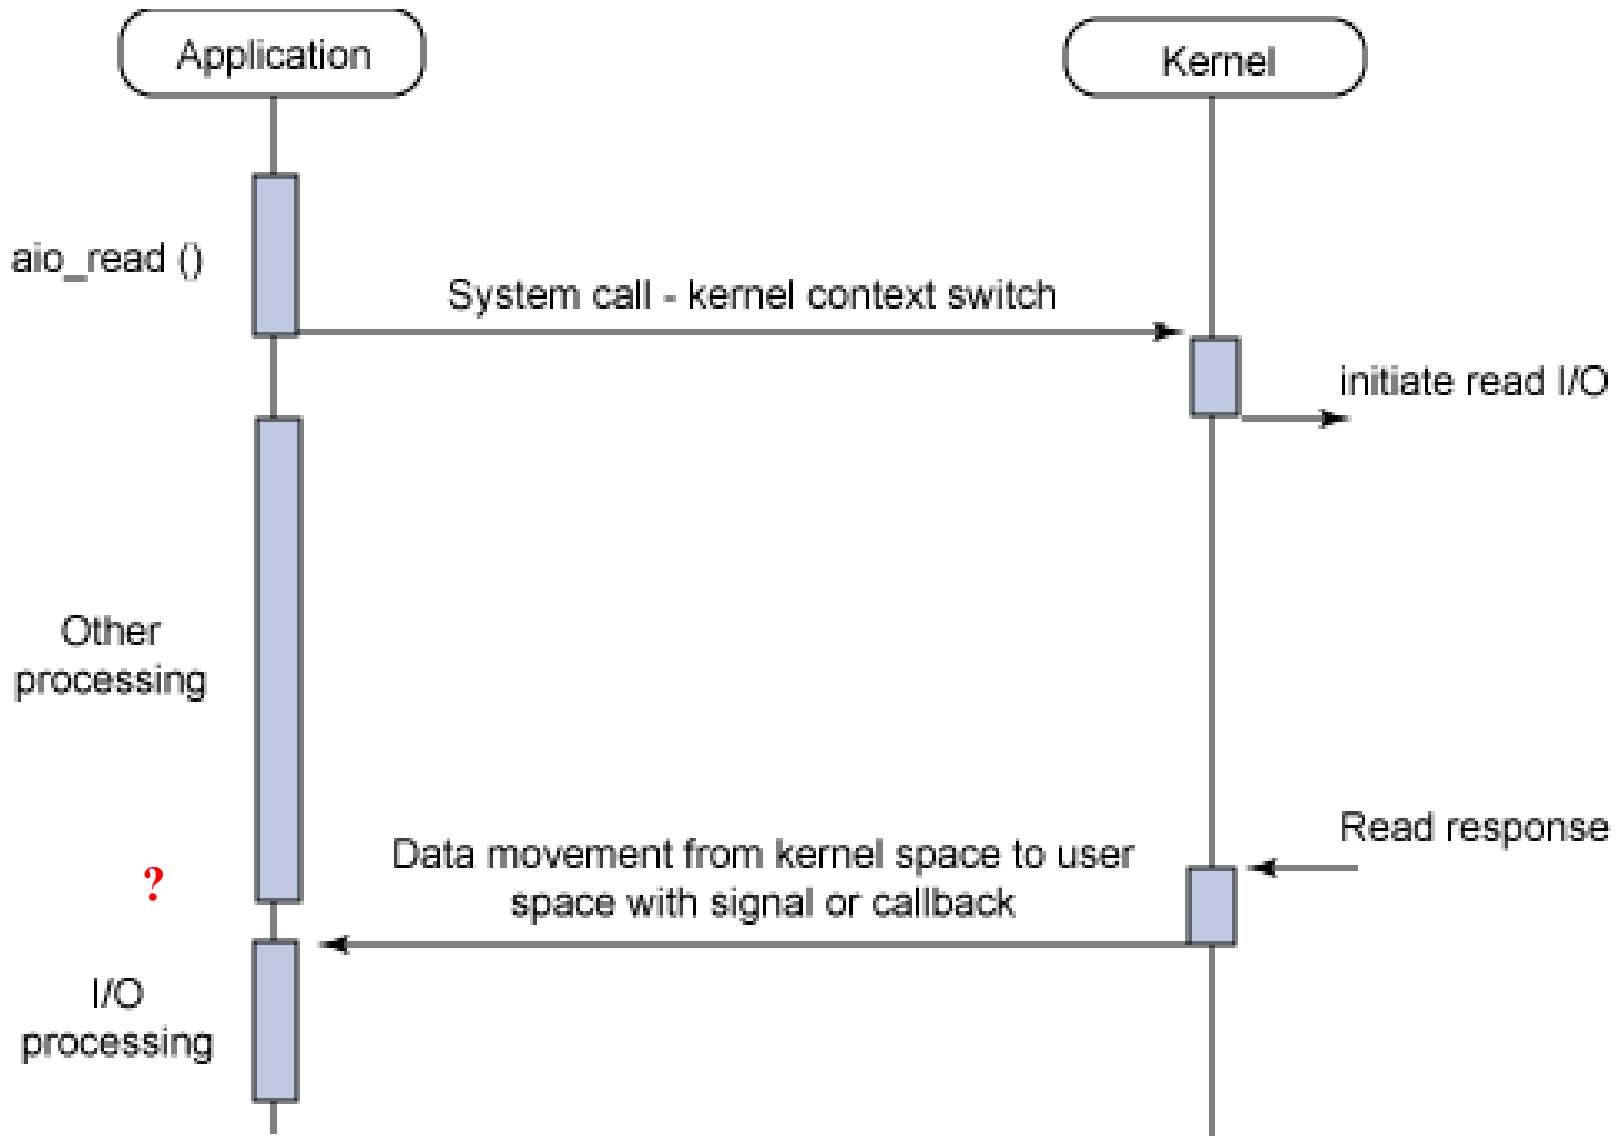 Application
Kernel
aio_read ()
System call - kernel context switch
initiate read I/O
Other
processing
Read response
Data movement from kernel space to user
space with signal or callback
?
I/O
processing